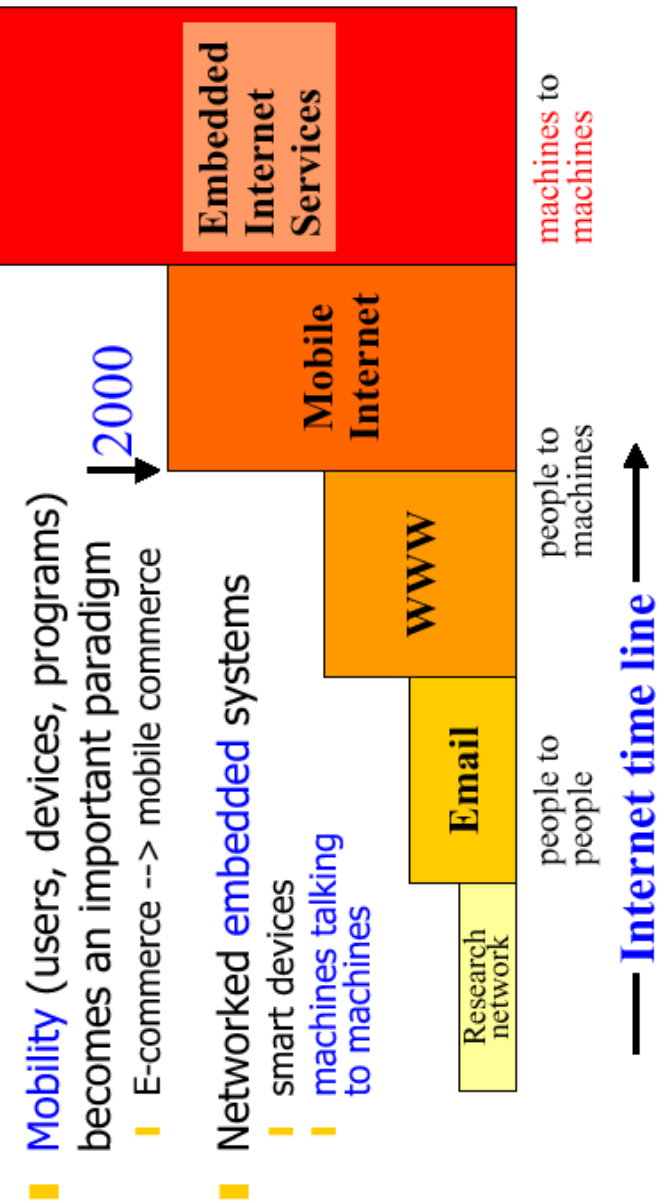 Mobility (users, devices, programs)
becomes an important paradigm
E-commerce --> mobile commerce
Networked embedded systems
smart devices
machines talking
to machines
2000
Research
network
Email
WWW
Mobile
Internet
Embedded
Internet
Services
people to
people
people to
machines
machines to
machines
Internet time line